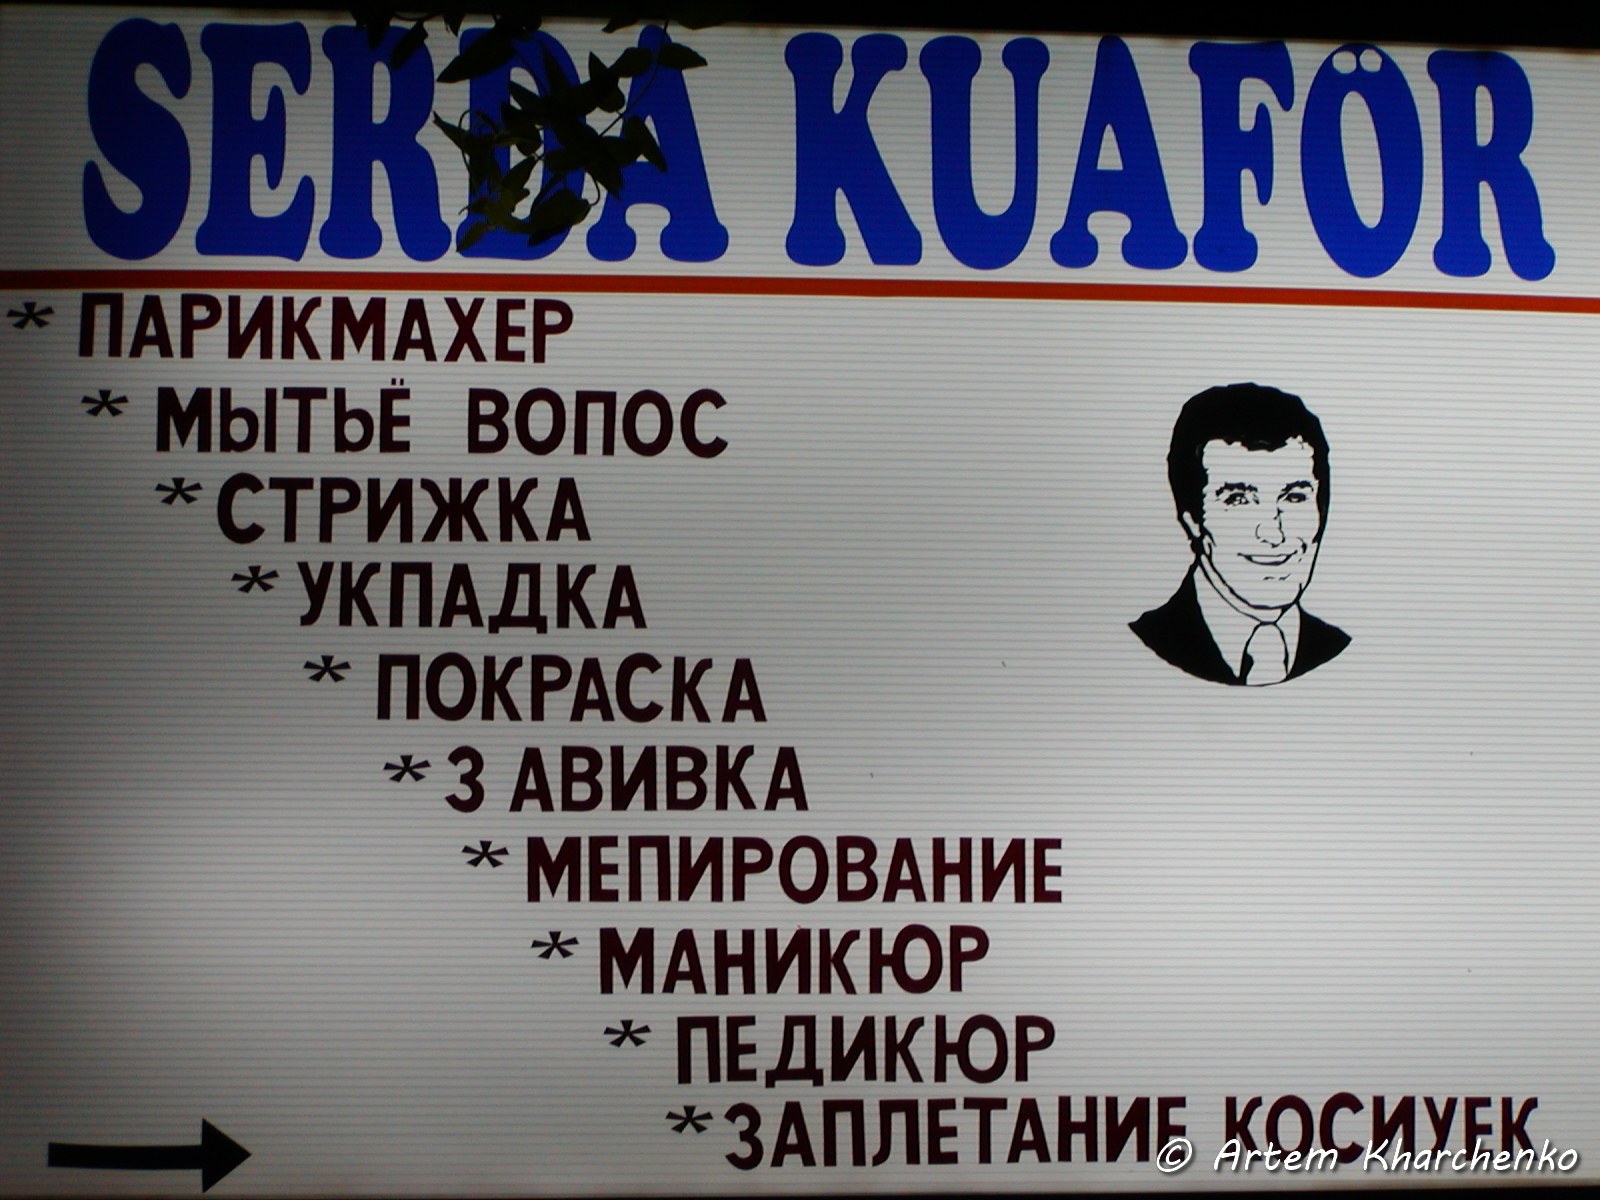 SERDA KUAFÖR
* ПАРИКМАХЕР
* МЫТЬЁ ВОПОС
* СТРИЖКА
* УКПАДКА
* ПОКРАСКА
* З АВИВКА
* МЕПИРОВАНИЕ
* МАНИКЮР
* ПЕДИКЮР
* ЗАПЛЕТАНИЕ КОСИУЕК
© Artem Kharchenko